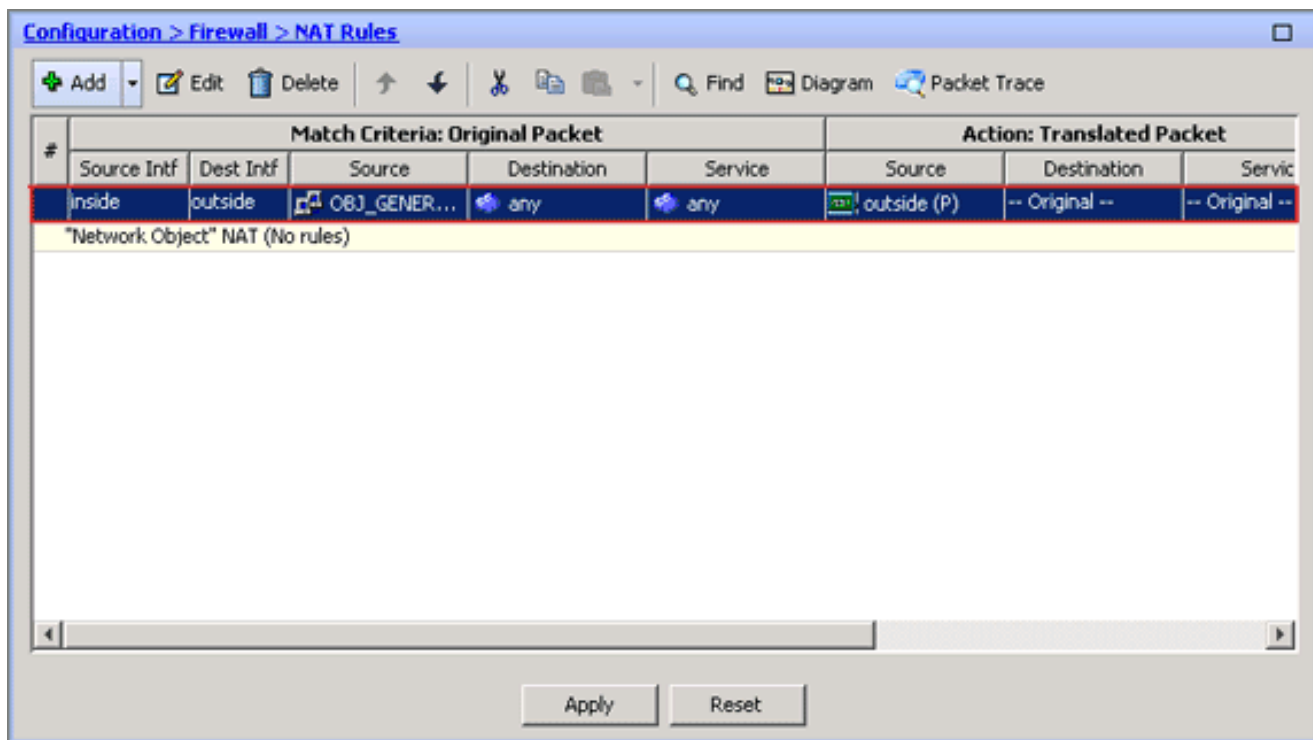 Configuration > Firewall > NAT Rules
Add Edit Delete Find Diagram Packet Trace
# Match Criteria: Original Packet Action: Translated Packet
Source Intf Dest Intf Source Destination Service Source Destination Servic
inside outside OBJ_GENER... any any outside (P) -- Original -- -- Original --
"Network Object" NAT (No rules)
Apply Reset